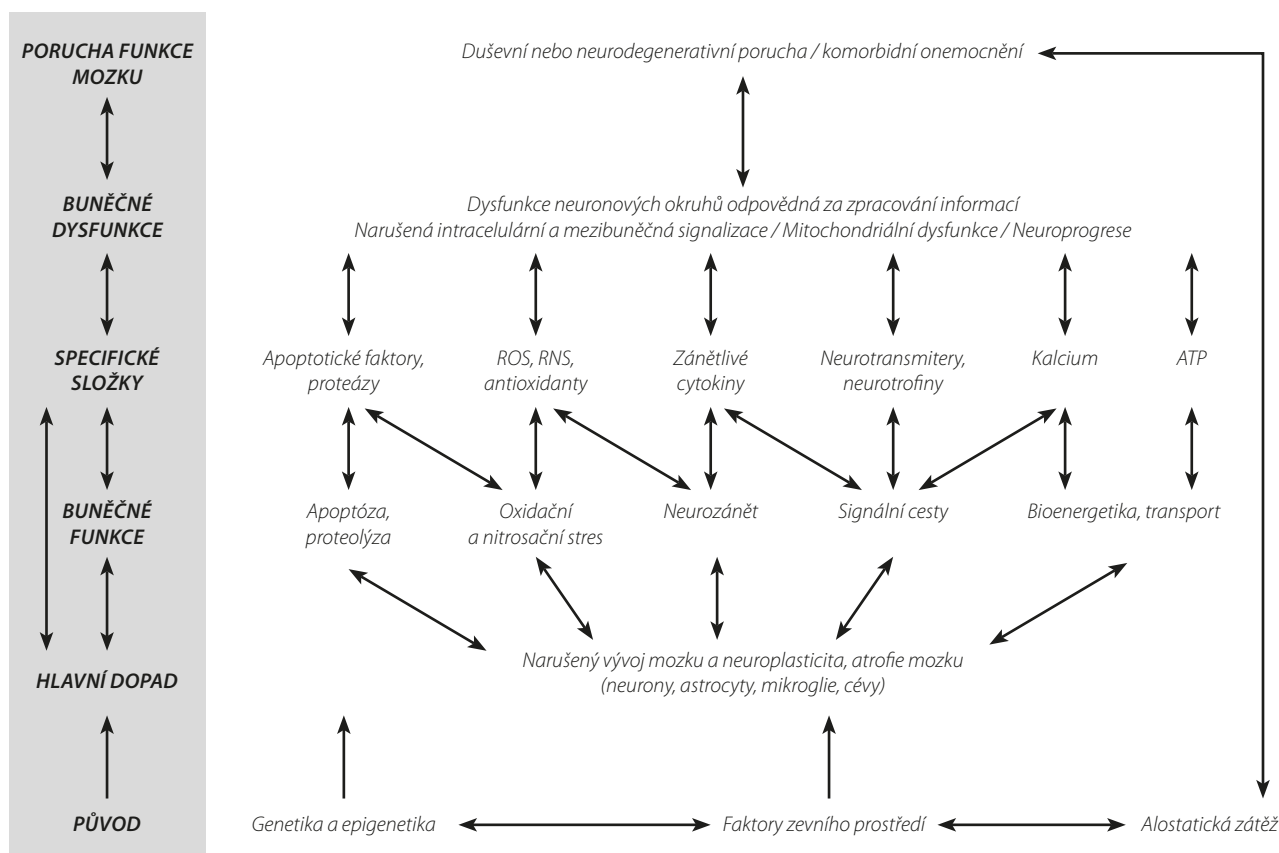 PORUCHA FUNKCE
MOZKU
Duševní nebo neurodegenerativní porucha / komorbidní onemocnění
BUNĚČNÉ
DYSFUNKCE
Dysfunkce neuronových okruhů odpovědná za zpracování informací
Narušená intracelulární a mezibuněčná signalizace / Mitochondriální dysfunkce / Neuroprogrese
SPECIFICKÉ
SLOŽKY
Apoptotické faktory,
proteázy
ROS, RNS,
antioxidanty
Zánětlivé
cytokiny
Neurotransmitery,
neurotrofiny
Kalcium
ATP
BUNĚČNÉ
FUNKCE
Apoptóza,
proteolýza
Oxidační
a nitrosační stres
Neurozánět
Signální cesty
Bioenergetika, transport
HLAVNÍ DOPAD
Narušený vývoj mozku a neuroplasticita, atrofie mozku
(neurony, astrocyty, mikroglie, cévy)
PŮVOD
Genetika a epigenetika
Faktory zevního prostředí
Alostatická zátěž